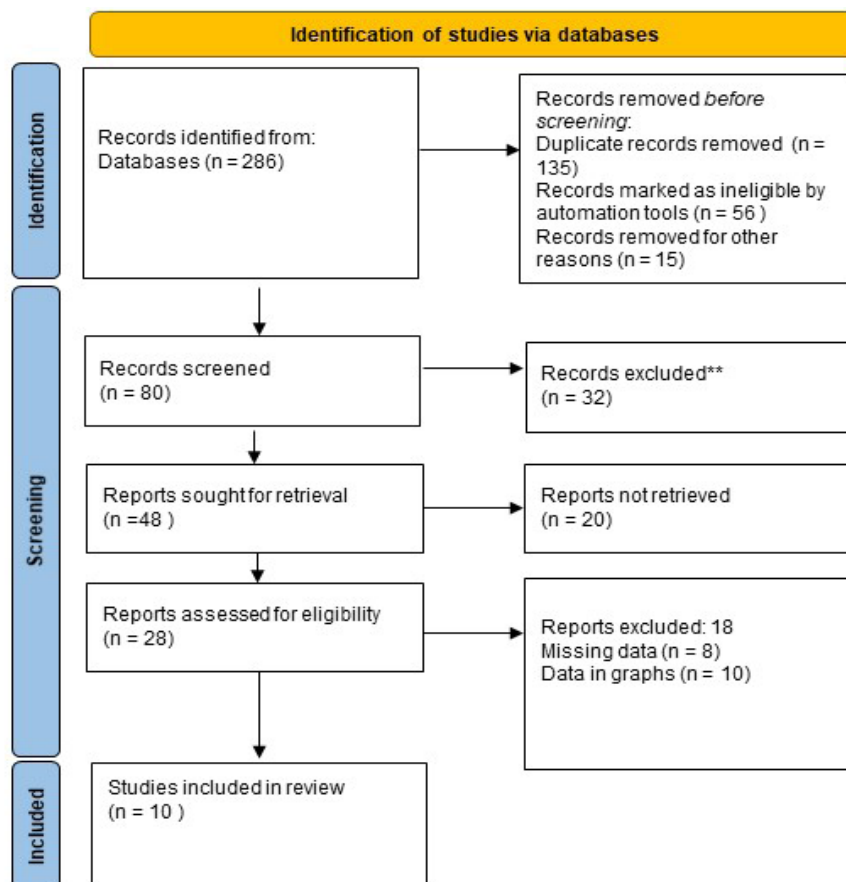 Identification of studies via databases
Identification
Records identified from:
Databases (n = 286)
Records removed before
screening:
Duplicate records removed (n =
135)
Records marked as ineligible by
automation tools (n = 56 )
Records removed for other
reasons (n = 15)
Screening
Records screened
(n = 80)
Records excluded**
(n = 32)
Reports sought for retrieval
(n =48 )
Reports not retrieved
(n = 20)
Reports assessed for eligibility
(n = 28)
Reports excluded: 18
Missing data (n = 8)
Data in graphs (n = 10)
Included
Studies included in review
(n = 10 )